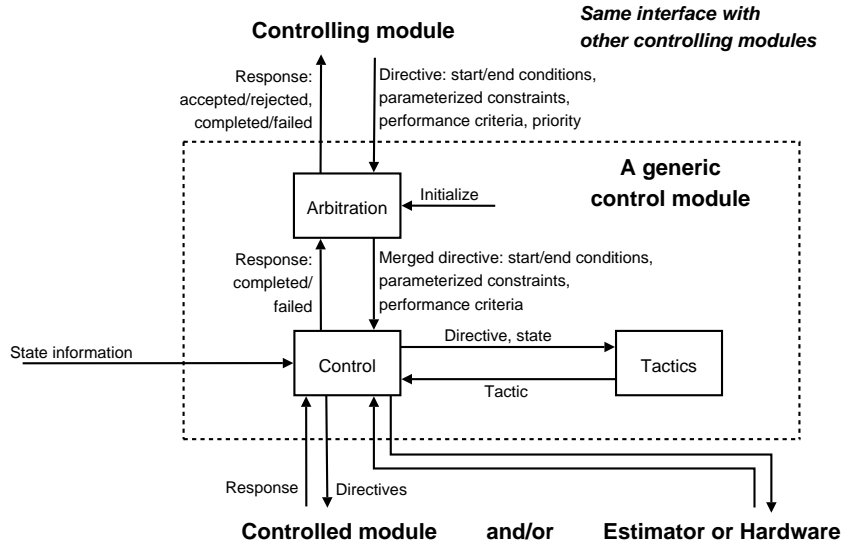 Same interface with
other controlling modules
Controlling module
Response:
accepted/rejected,
completed/failed
Directive: start/end conditions,
parameterized constraints,
performance criteria, priority
A generic
control module
Arbitration
Initialize
Response:
completed/
failed
Merged directive: start/end conditions,
parameterized constraints,
performance criteria
State information
Control
Directive, state
Tactic
Tactics
Response
Directives
Controlled module and/or Estimator or Hardware